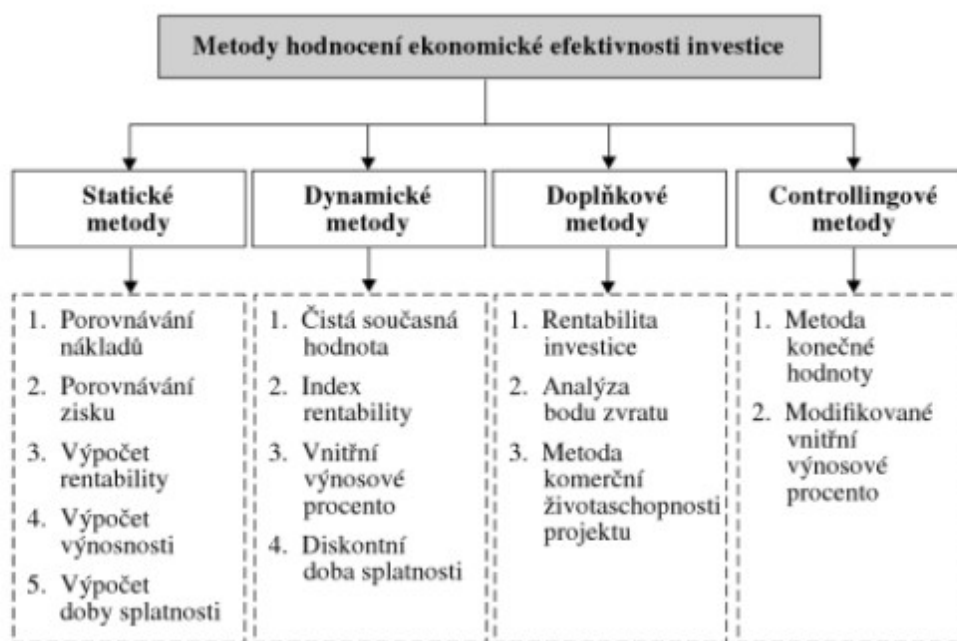 Metody hodnocení ekonomické efektivnosti investice
Statické
metody
Dynamické
metody
Doplňkové
metody
Controllingové
metody
1. Porovnávání
nákladů
2. Porovnávání
zisku
3. Výpočet
rentability
4. Výpočet
výnosnosti
5. Výpočet
doby splatnosti
1. Čistá současná
hodnota
2. Index
rentability
3. Vnitřní
výnosové
procento
4. Diskontní
doba splatnosti
1. Rentabilita
investice
2. Analýza
bodu zvratu
3. Metoda
komerční
životaschopnosti
projektu
1. Metoda
konečné
hodnoty
2. Modifikované
vnitřní
výnosové
procento